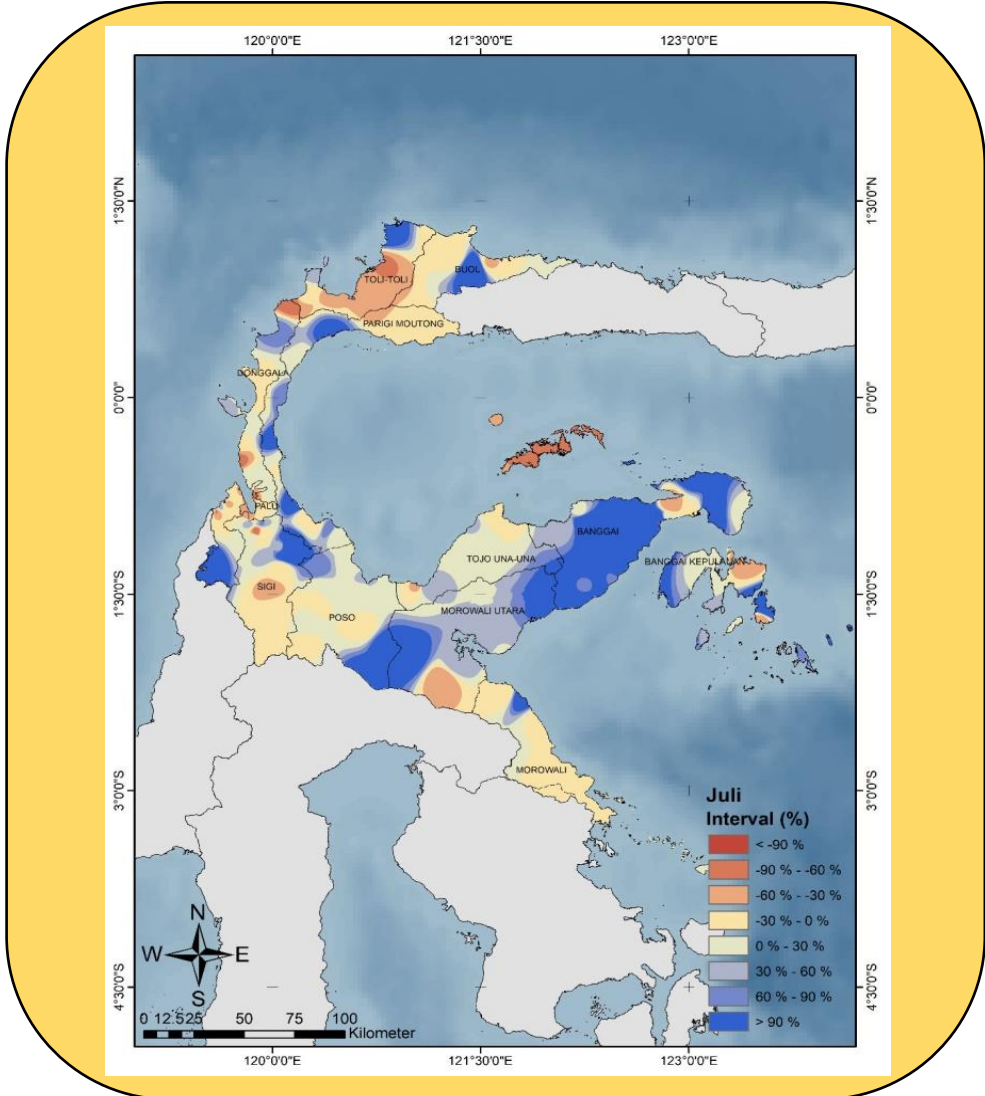 120°0'0"E 121°30'0"E 123°0'0"E
1°30'0"N 1°30'0"N
BUOL
TOLI-TOLI
PARIGI MOUTONG
DONGGALA
0°0'0" 0°0'0"
PALU
BANGGAI
TOJO UNA-UNA
BANGGAI KEPULAUAN
SIGI
1°30'0"S 1°30'0"S
MOROWALI UTARA
POSO
MOROWALI
3°0'0"S 3°0'0"S
Juli
Interval (%)
< -90 %
-90 % - -60 %
-60 % - -30 %
-30 % - 0 %
0 % - 30 %
30 % - 60 %
60 % - 90 %
> 90 %
N
W E
S
4°30'0"S 4°30'0"S
0 12,525 50 75 100
Kilometer
120°0'0"E 121°30'0"E 123°0'0"E